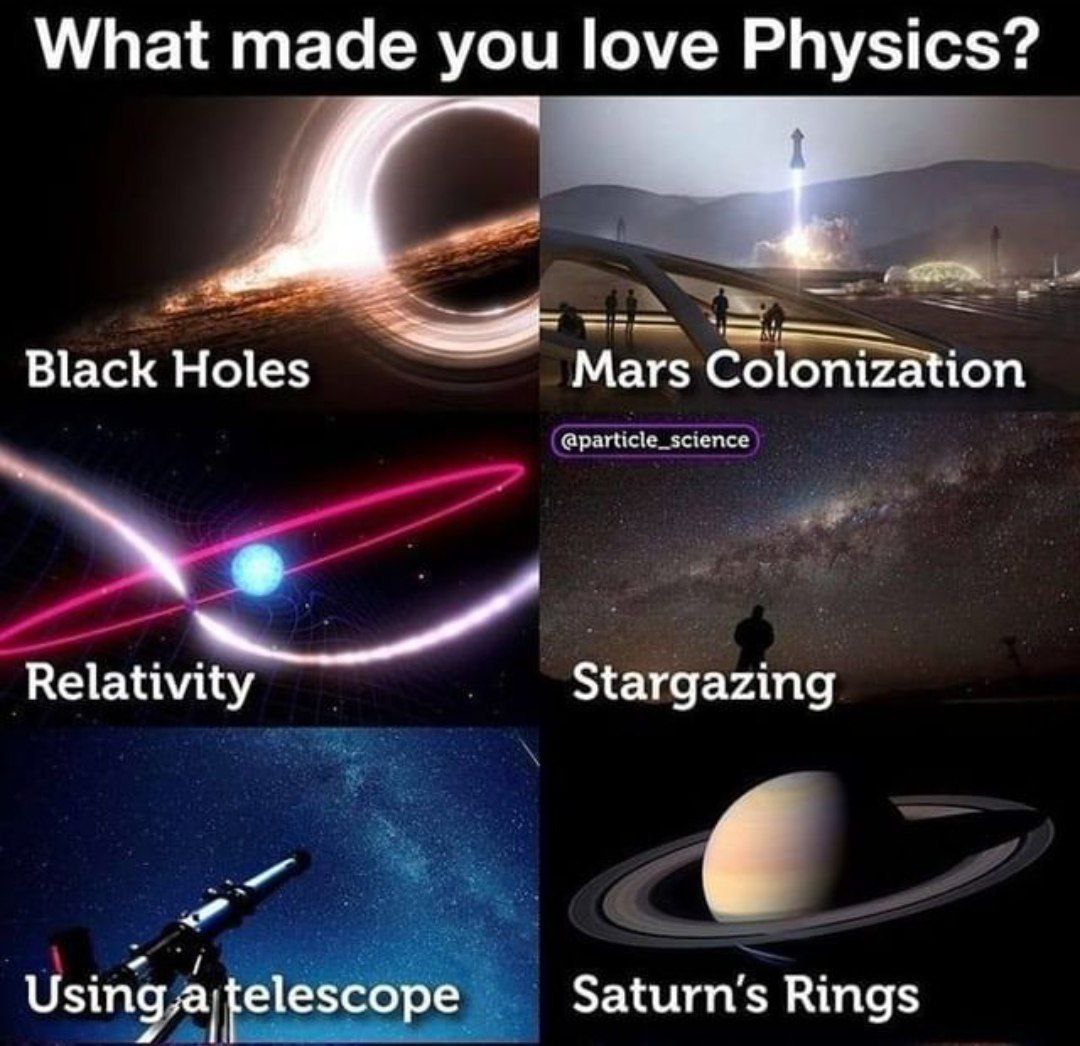 What made you love Physics?
Black Holes
Mars Colonization
@particle_science
Relativity
Stargazing
Using a telescope
Saturn's Rings